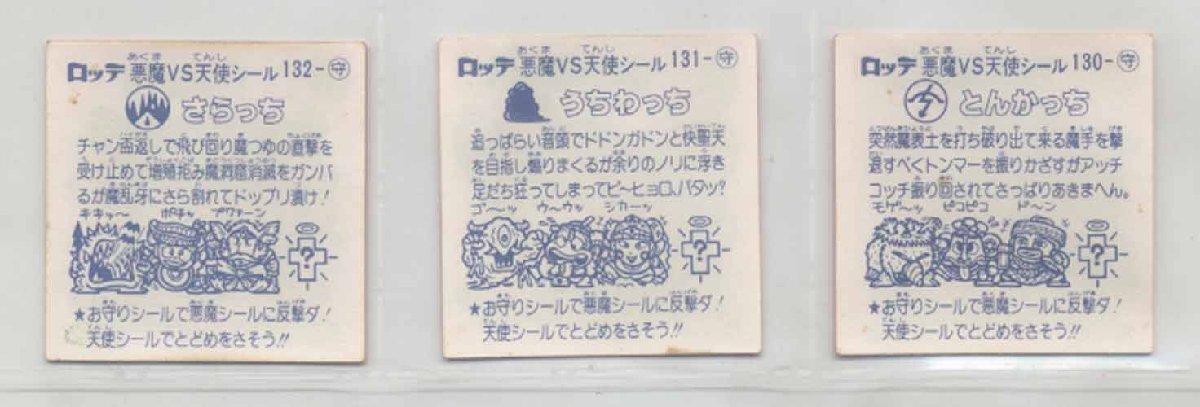 ロッテ 悪魔VS天使シール 132-守
さらっち
チャン両返しで飛び回り魔つゆの直撃を
受け止めて増殖拒み魔洞窟消滅をガンバ
るが魔乱牙にさら割れてドップリ漬け!
キキッ〜 ポキャッ プワァーン
?
★お守りシールで悪魔シールに反撃ダ!
天使シールでとどめをさそう!!
ロッテ 悪魔VS天使シール 131-守
うちわっち
追っぱらい音頭でドドンガドンと快聖天
を目指し煽りまくるが余りのノリに浮き
足だち狂ってしまってピ〜ヒョロ、パタッ?
ゴ〜ッ ウ〜ウッ シカーッ
?
★お守りシールで悪魔シールに反撃ダ!
天使シールでとどめをさそう!!
ロッテ 悪魔VS天使シール 130-守
とんかっち
突然魔表土を打ち破り出て来る魔手を撃
退すべくトンマーを振りかざすがアッチ
コッチ振り回されてさっぱりあきまへん。
モゲ〜ッ ピコピコ ド〜ン
?
★お守りシールで悪魔シールに反撃ダ!
天使シールでとどめをさそう!!